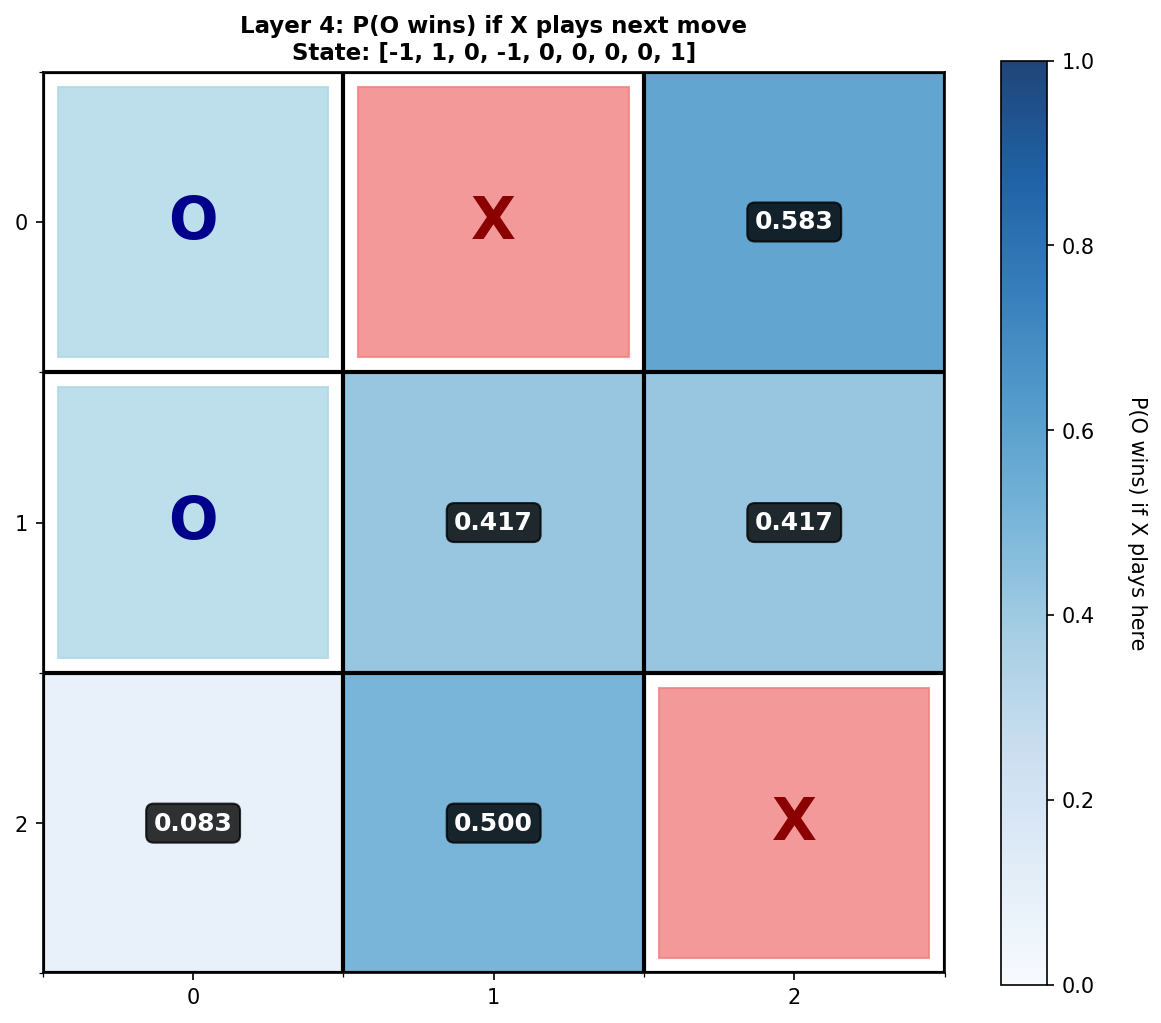 Layer 4: P(O wins) if X plays next move
State: [-1, 1, 0, -1, 0, 0, 0, 0, 1]
O
X
0.583
O
0.417
0.417
0.083
0.500
X
0
1
2
0
1
2
1.0
0.8
0.6
0.4
0.2
0.0
P(O wins) if X plays here